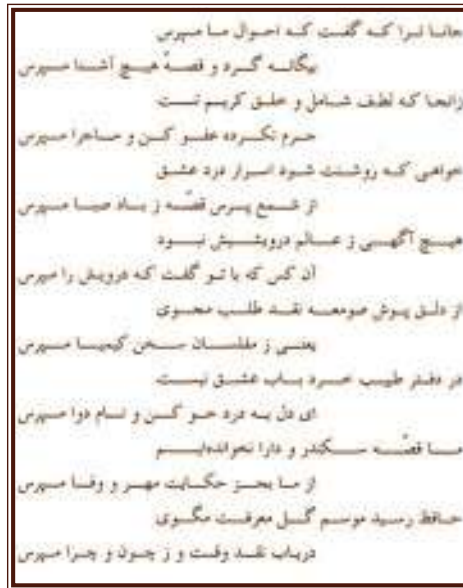 جانا ترا که گفت که احوال ما مپرس
بیگانه گرد و قصهٔ هیچ آشنا مپرس
زانجا که لطف شامل و خلق کریم تست
جرم نکرده عفو کن و ماجرا مپرس
خواهی که روشنت شود اسرار درد عشق
از شمع پرس قصّه ز باد صبا مپرس
هیچ آگهی ز عالم درویشیش نبود
آن کس که با تو گفت که درویش را مپرس
از دلق پوش صومعه نقد طلب مجوی
یعنی ز مفلسان سخن کیمیا مپرس
در دفتر طبیب خرد باب عشق نیست
ای دل به درد خو کن و نام دوا مپرس
ما قصّه سکندر و دارا نخوانده‌ایم
از ما بجز حکایت مهر و وفا مپرس
حافظ رسید موسم گل معرفت مگوی
دریاب نقد وقت و ز چون و چرا مپرس